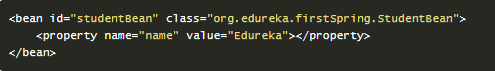 <bean id="studentBean" class="org.edureka.firstSpring.StudentBean">
    <property name="name" value="Edureka"></property>
</bean>